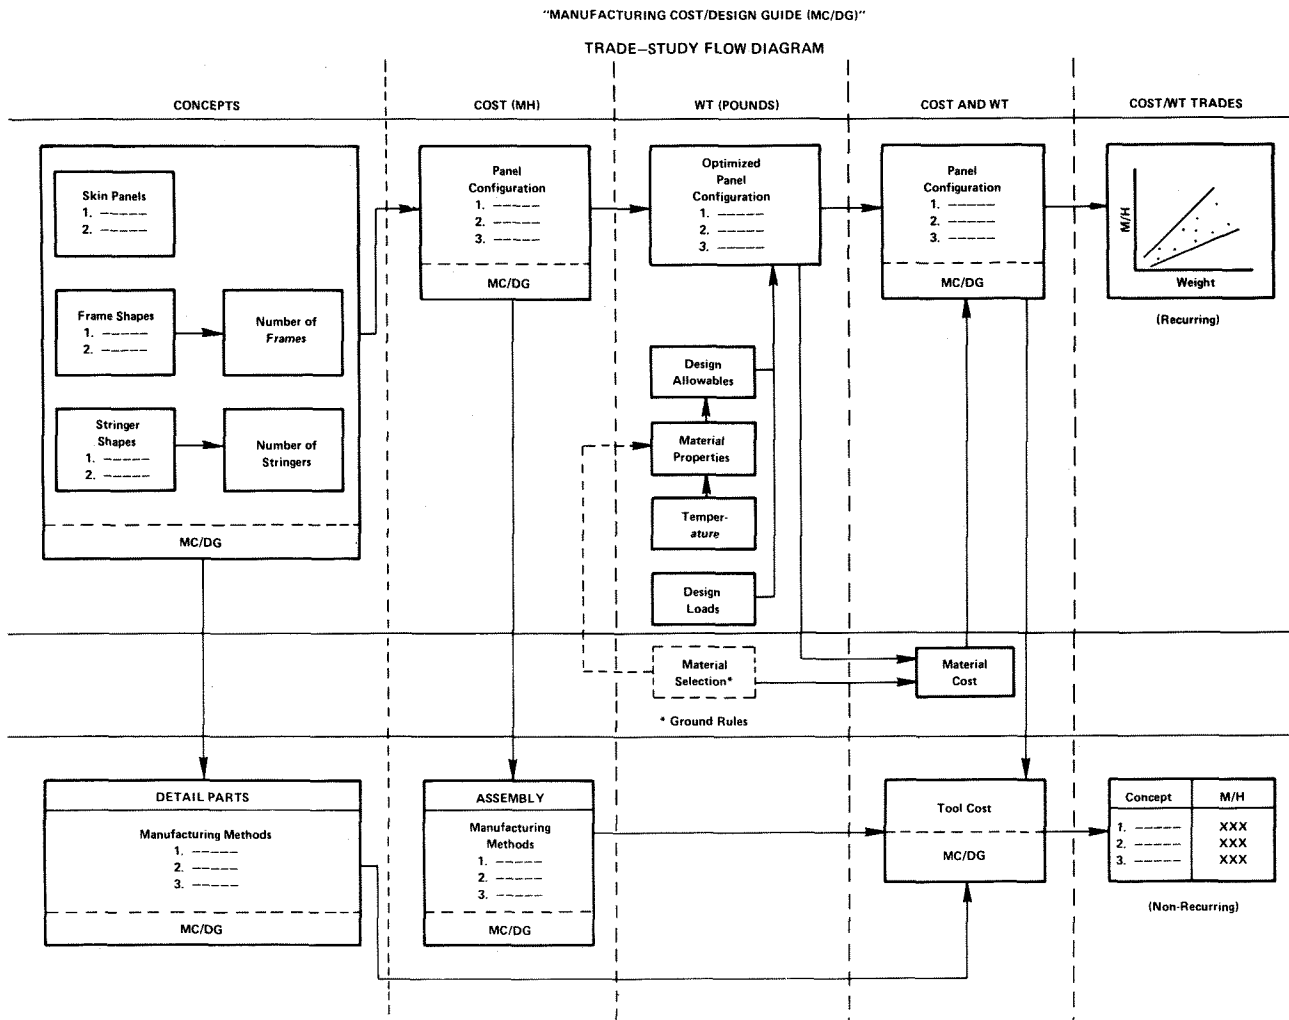 "MANUFACTURING COST/DESIGN GUIDE (MC/DG)"
TRADE–STUDY FLOW DIAGRAM
CONCEPTS
COST (MH)
WT (POUNDS)
COST AND WT
COST/WT TRADES
Skin Panels
1. –––––
2. –––––
Frame Shapes
1. –––––
2. –––––
Number of
Frames
Stringer
Shapes
1. –––––
2. –––––
Number of
Stringers
MC/DG
Panel
Configuration
1. –––––
2. –––––
3. –––––
MC/DG
Optimized
Panel
Configuration
1. –––––
2. –––––
3. –––––
Design
Allowables
Material
Properties
Temper-
ature
Design
Loads
Panel
Configuration
1. –––––
2. –––––
3. –––––
MC/DG
M/H
Weight
(Recurring)
Material
Selection*
* Ground Rules
Material
Cost
DETAIL PARTS
Manufacturing Methods
1. –––––
2. –––––
3. –––––
MC/DG
ASSEMBLY
Manufacturing
Methods
1. –––––
2. –––––
3. –––––
MC/DG
Tool Cost
MC/DG
Concept M/H
1. ––––– XXX
2. ––––– XXX
3. ––––– XXX
(Non-Recurring)